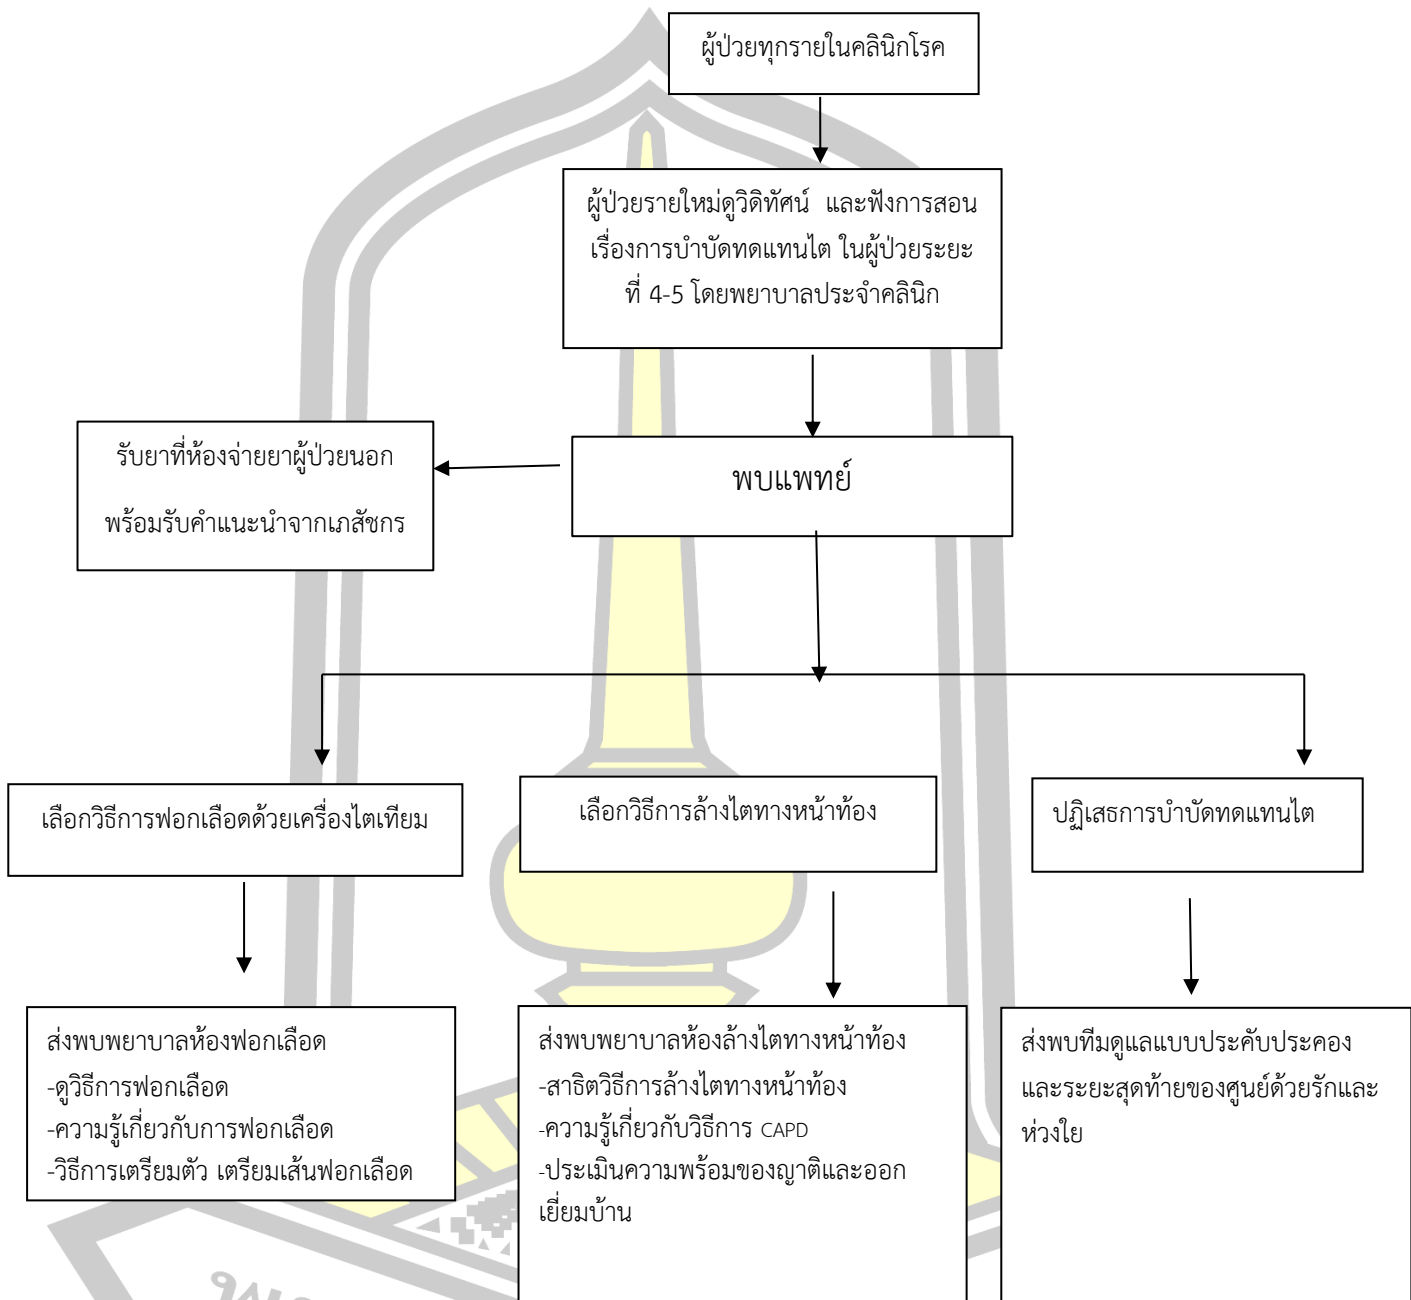 ผู้ป่วยทุกรายในคลินิกโรค
ผู้ป่วยรายใหม่ดูวิดิทัศน์ และฟังการสอน
เรื่องการบำบัดทดแทนไต ในผู้ป่วยระยะ
ที่ 4-5 โดยพยาบาลประจำคลินิก
รับยาที่ห้องจ่ายยาผู้ป่วยนอก
พร้อมรับคำแนะนำจากเภสัชกร
พบแพทย์
เลือกวิธีการฟอกเลือดด้วยเครื่องไตเทียม
เลือกวิธีการล้างไตทางหน้าท้อง
ปฏิเสธการบำบัดทดแทนไต
ส่งพบพยาบาลห้องฟอกเลือด
-ดูวิธีการฟอกเลือด
-ความรู้เกี่ยวกับการฟอกเลือด
-วิธีการเตรียมตัว เตรียมเส้นฟอกเลือด
ส่งพบพยาบาลห้องล้างไตทางหน้าท้อง
-สาธิตวิธีการล้างไตทางหน้าท้อง
-ความรู้เกี่ยวกับวิธีการ CAPD
-ประเมินความพร้อมของญาติและออก
เยี่ยมบ้าน
ส่งพบทีมดูแลแบบประคับประคอง
และระยะสุดท้ายของศูนย์ด้วยรักและ
ห่วงใย